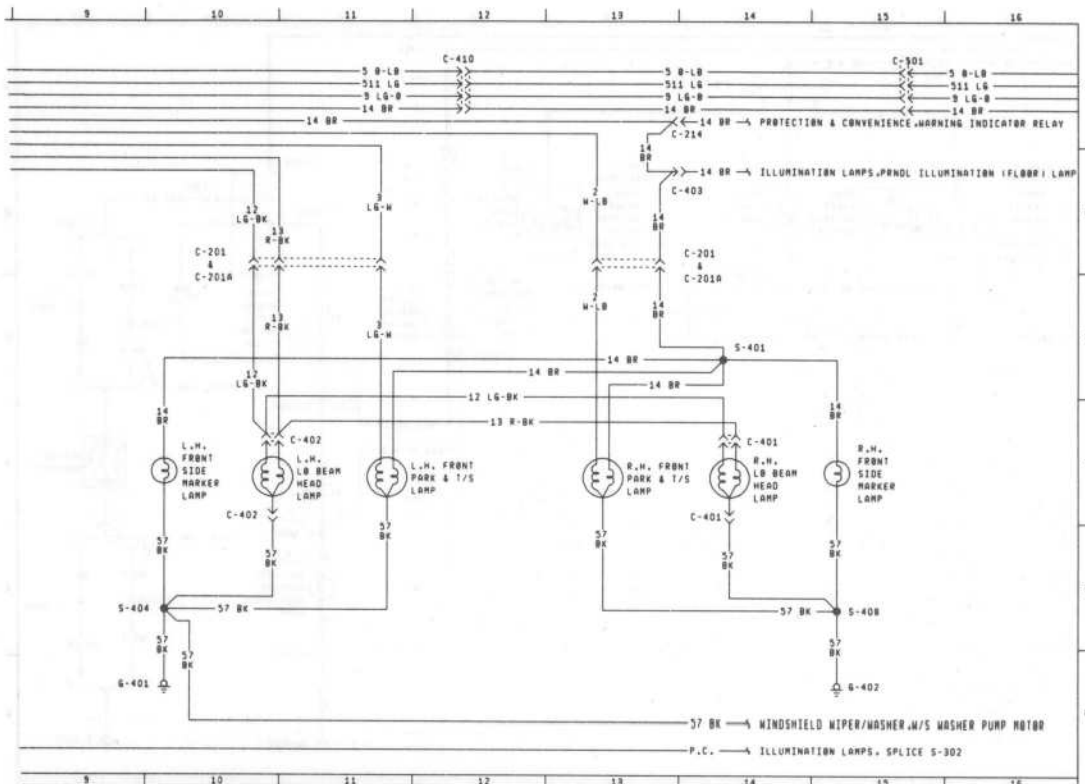 9 10 11 12 13 14 15 16
C-410
C-501
5 O-LB 5 O-LB 5 O-LB
511 LG 511 LG 511 LG
9 LG-O 9 LG-O 9 LG-O
14 BR 14 BR 14 BR
14 BR
14 BR PROTECTION & CONVENIENCE,WARNING INDICATOR RELAY
C-214
14
BR
14 BR ILLUMINATION LAMPS,PRNDL ILLUMINATION (FLOOR) LAMP
C-403
12
LG-BK
13
R-BK
3
LG-W
2
W-LB
14
BR
C-201
&
C-201A
C-201
&
C-201A
13
R-BK
3
LG-W
2
W-LB
14
BR
S-401
14 BR
14 BR
14 BR
12
LG-BK
12 LG-BK
13 R-BK
14
BR
14
BR
C-402
C-401
L.H.
FRONT
SIDE
MARKER
LAMP
L.H.
LO BEAM
HEAD
LAMP
L.H. FRONT
PARK & T/S
LAMP
R.H. FRONT
PARK & T/S
LAMP
R.H.
LO BEAM
HEAD
LAMP
R.H.
FRONT
SIDE
MARKER
LAMP
C-402
C-401
57
BK
57
BK
57
BK
57
BK
57
BK
57
BK
S-404
57 BK
57 BK
S-408
57
BK
57
BK
57
BK
G-401
G-402
57 BK WINDSHIELD WIPER/WASHER,W/S WASHER PUMP MOTOR
P.C. ILLUMINATION LAMPS, SPLICE S-302
9 10 11 12 13 14 15 16